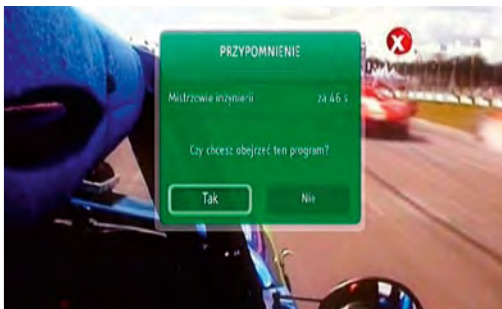 PRZYPOMNIENIE
Mistrzowie inżynierii za 46 s
Czy chcesz obejrzeć ten program?
Tak Nie